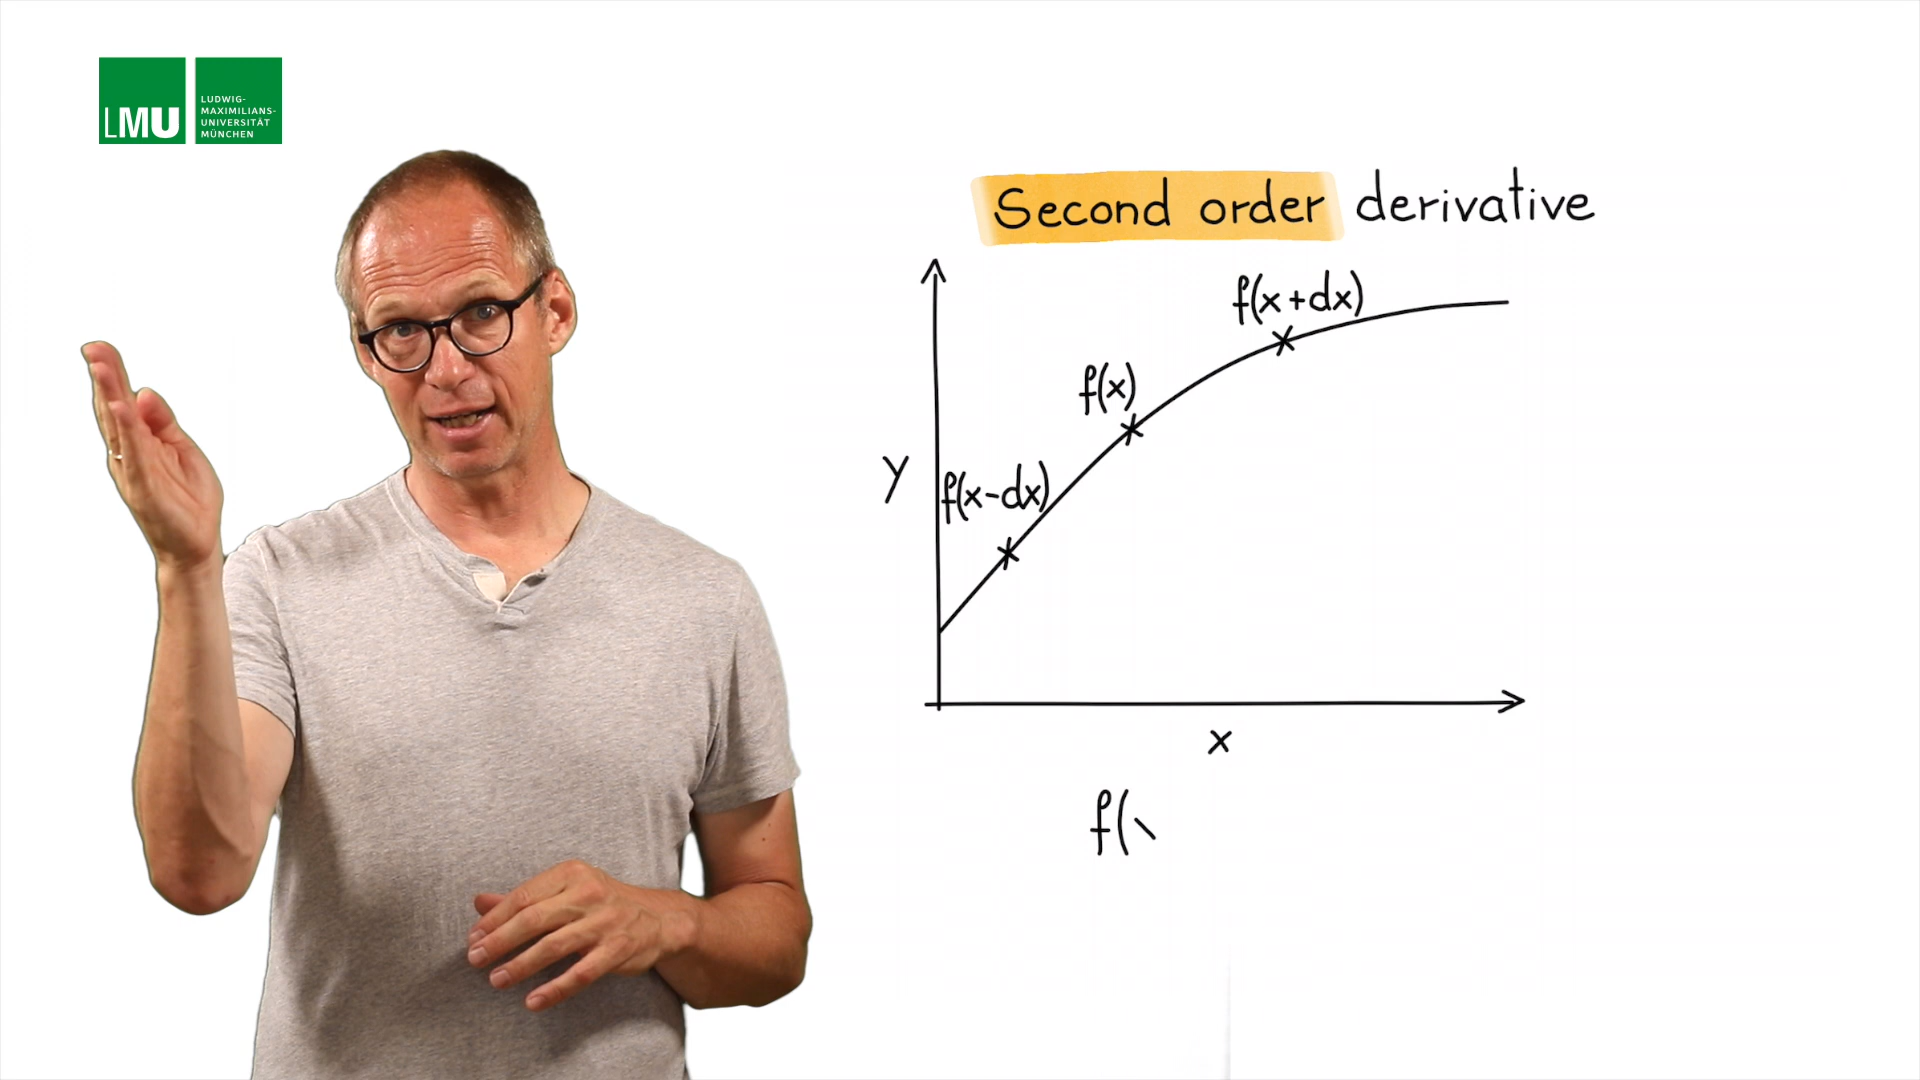 LMU
LUDWIG-
MAXIMILIANS-
UNIVERSITÄT
MÜNCHEN
Second order derivative
f(x+dx)
f(x)
y
f(x-dx)
x
f(